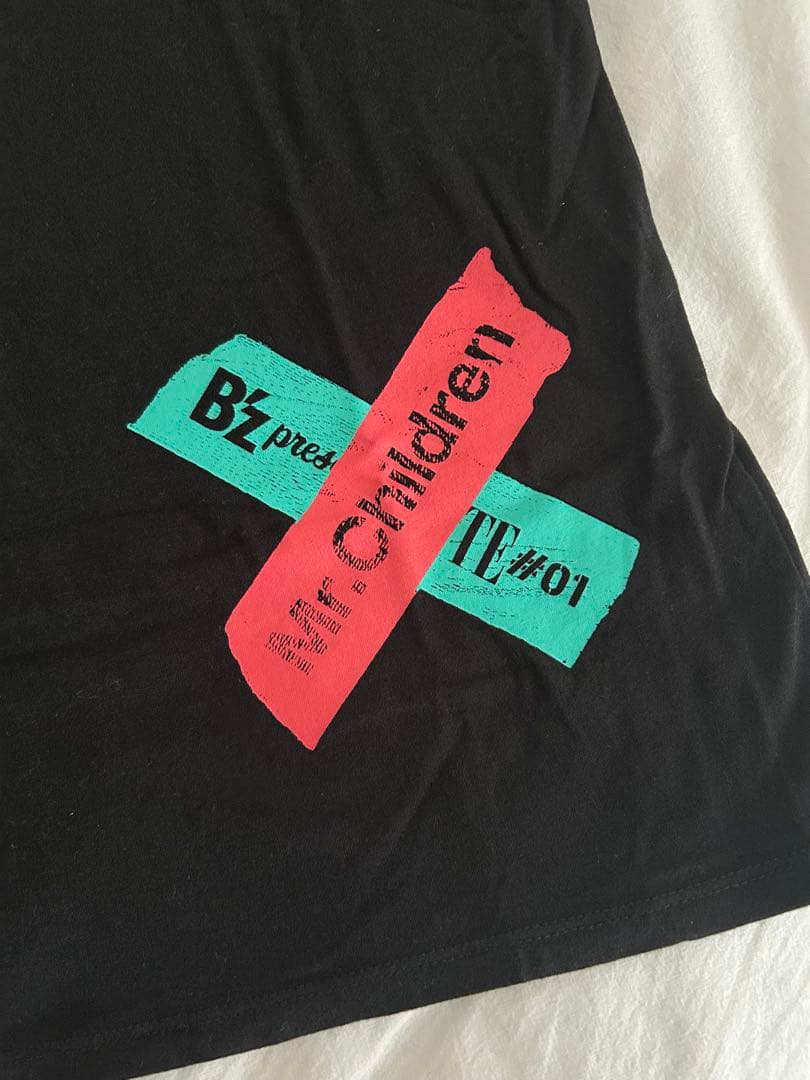 B'z pres
TE #01
Mr.Children